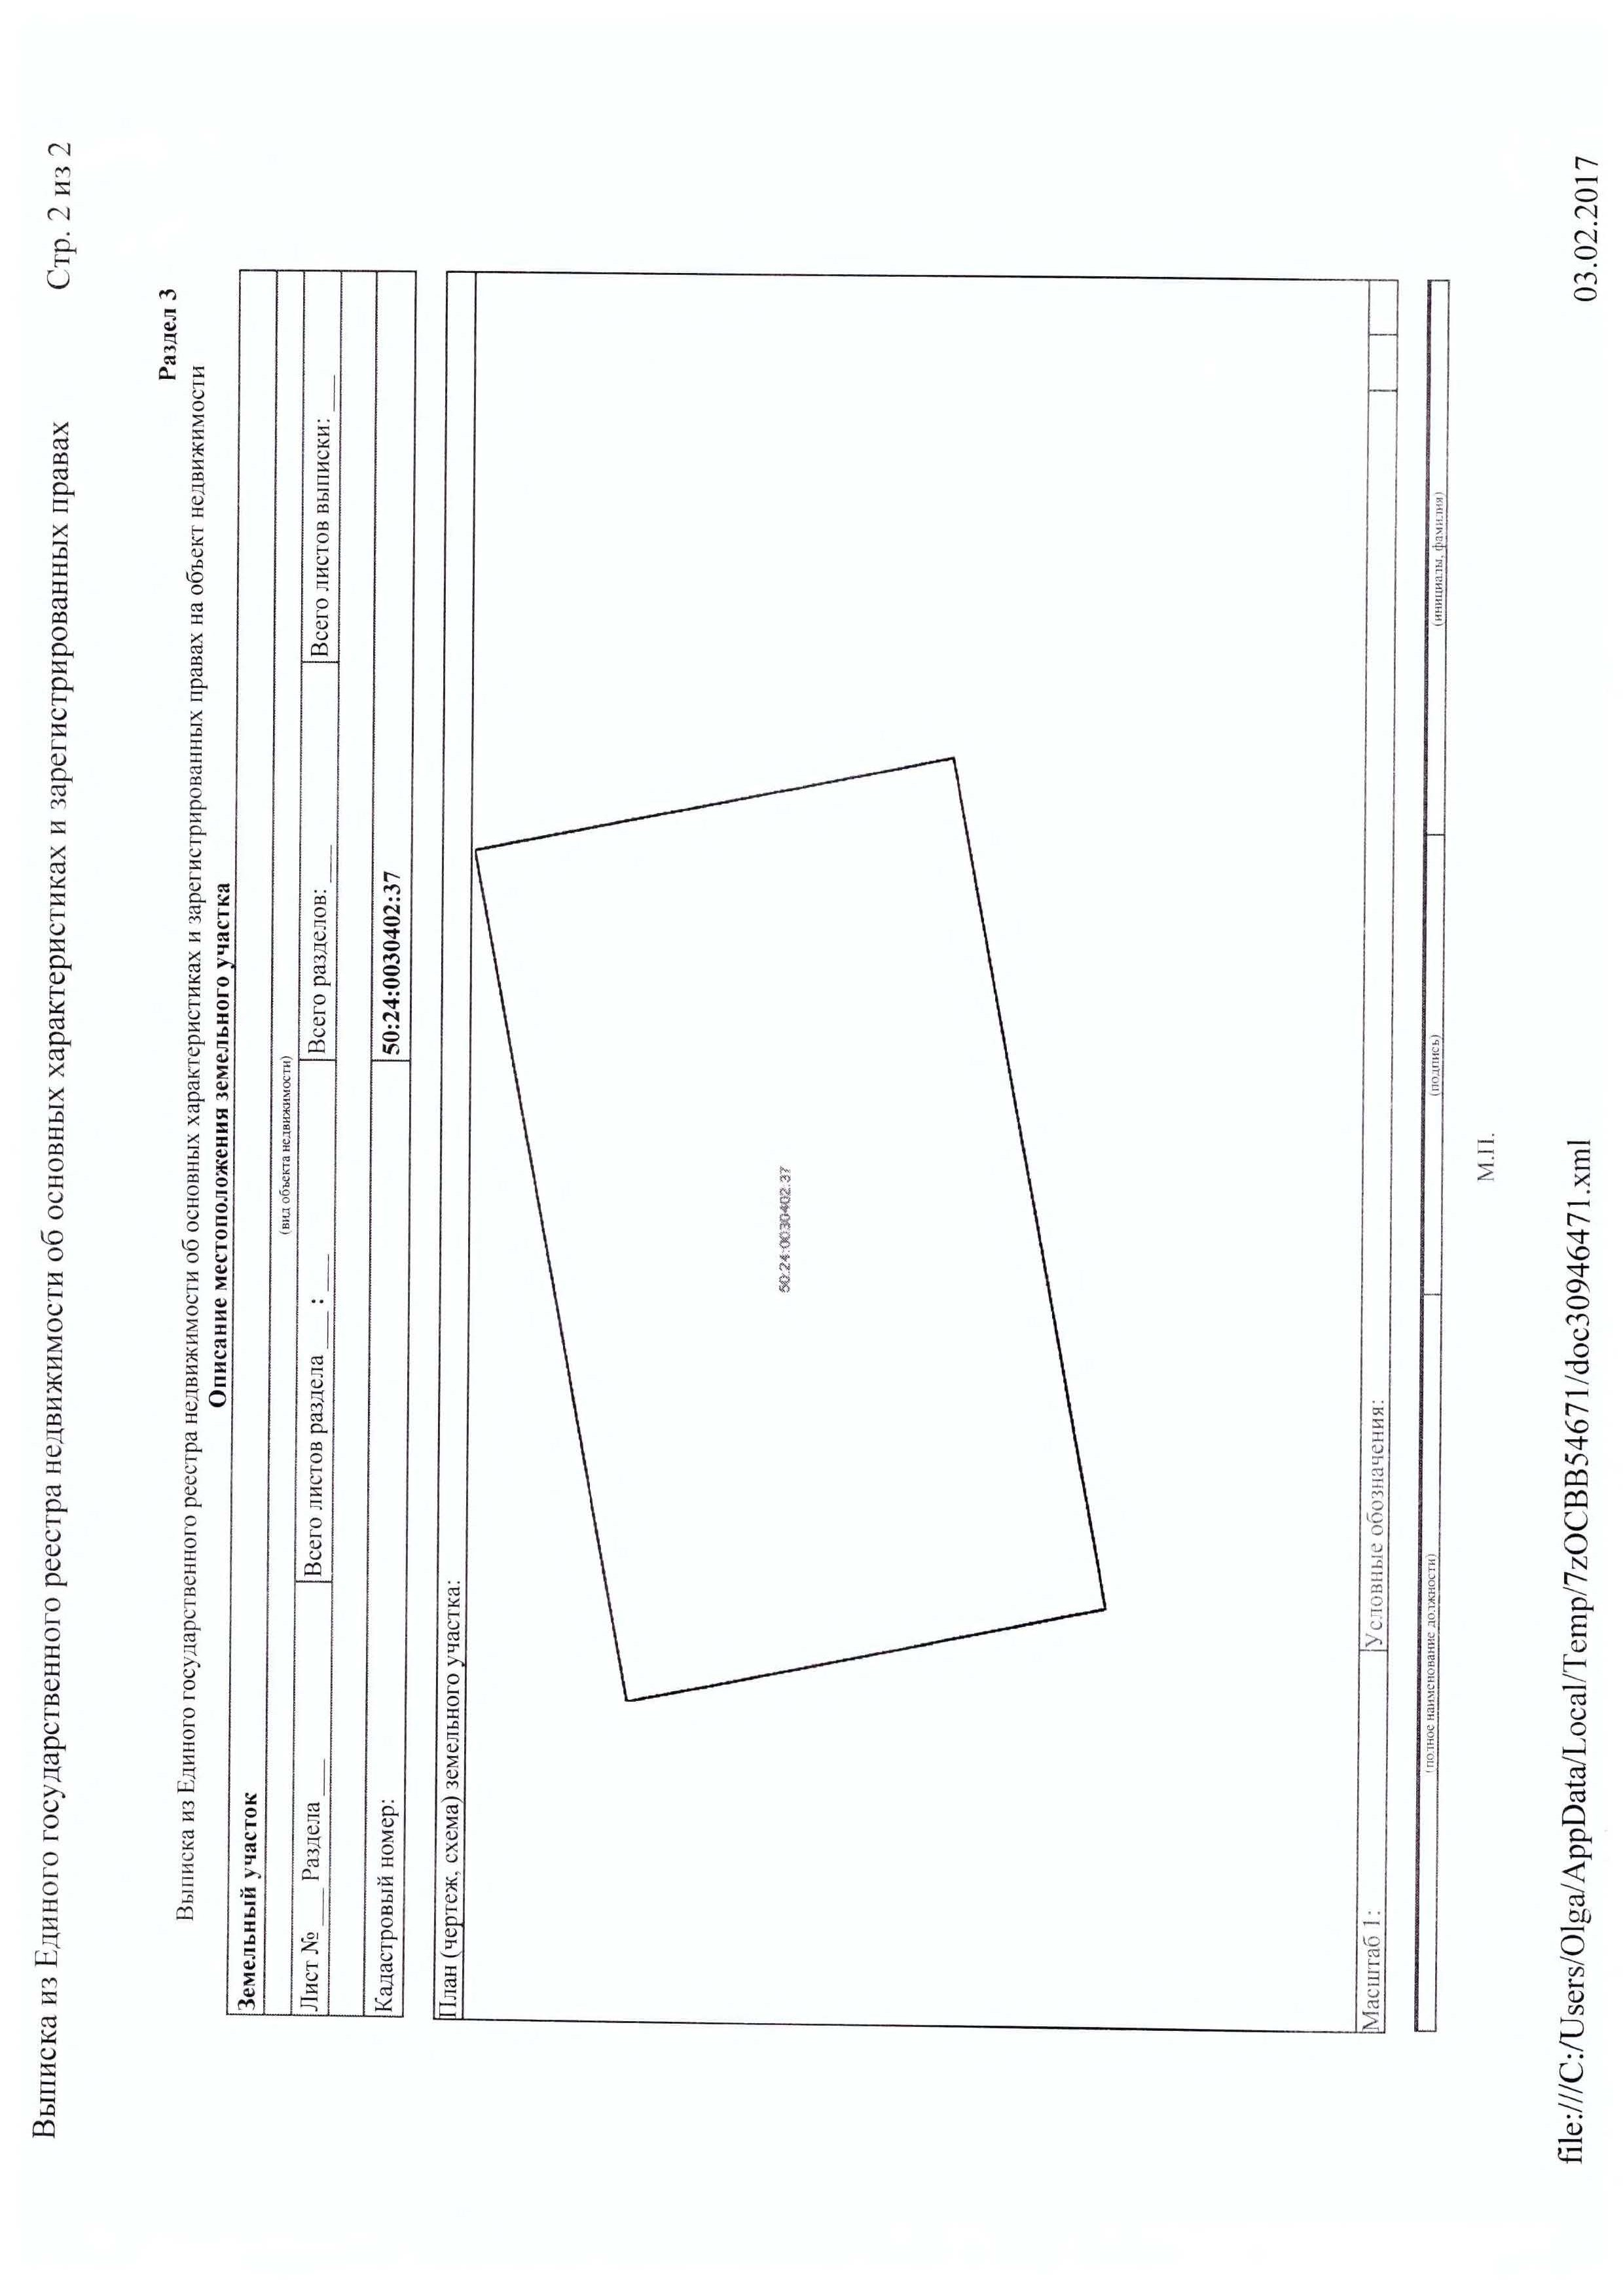 Выписка из Единого государственного реестра недвижимости об основных характеристиках и зарегистрированных правах Стр. 2 из 2
Раздел 3
Выписка из Единого государственного реестра недвижимости об основных характеристиках и зарегистрированных правах на объект недвижимости
Описание местоположения земельного участка
Земельный участок
(вид объекта недвижимости)
Лист № ___ Раздела ___ Всего листов раздела ___ : ___ Всего разделов: ___ Всего листов выписки: ___
Кадастровый номер: 50:24:0030402:37
План (чертеж, схема) земельного участка:
50:24:0030402:37
Масштаб 1: Условные обозначения:
(полное наименование должности) (подпись) (инициалы, фамилия)
М.П.
file:///C:/Users/Olga/AppData/Local/Temp/7zOCBB54671/doc30946471.xml 03.02.2017